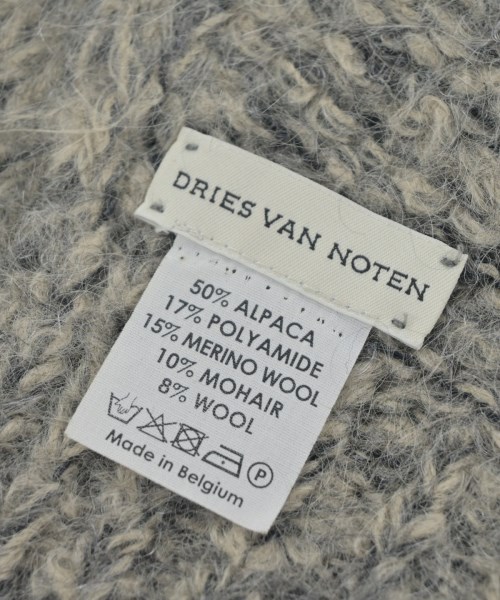 DRIES VAN NOTEN
50% ALPACA
17% POLYAMIDE
15% MERINO WOOL
10% MOHAIR
8% WOOL
P
Made in Belgium